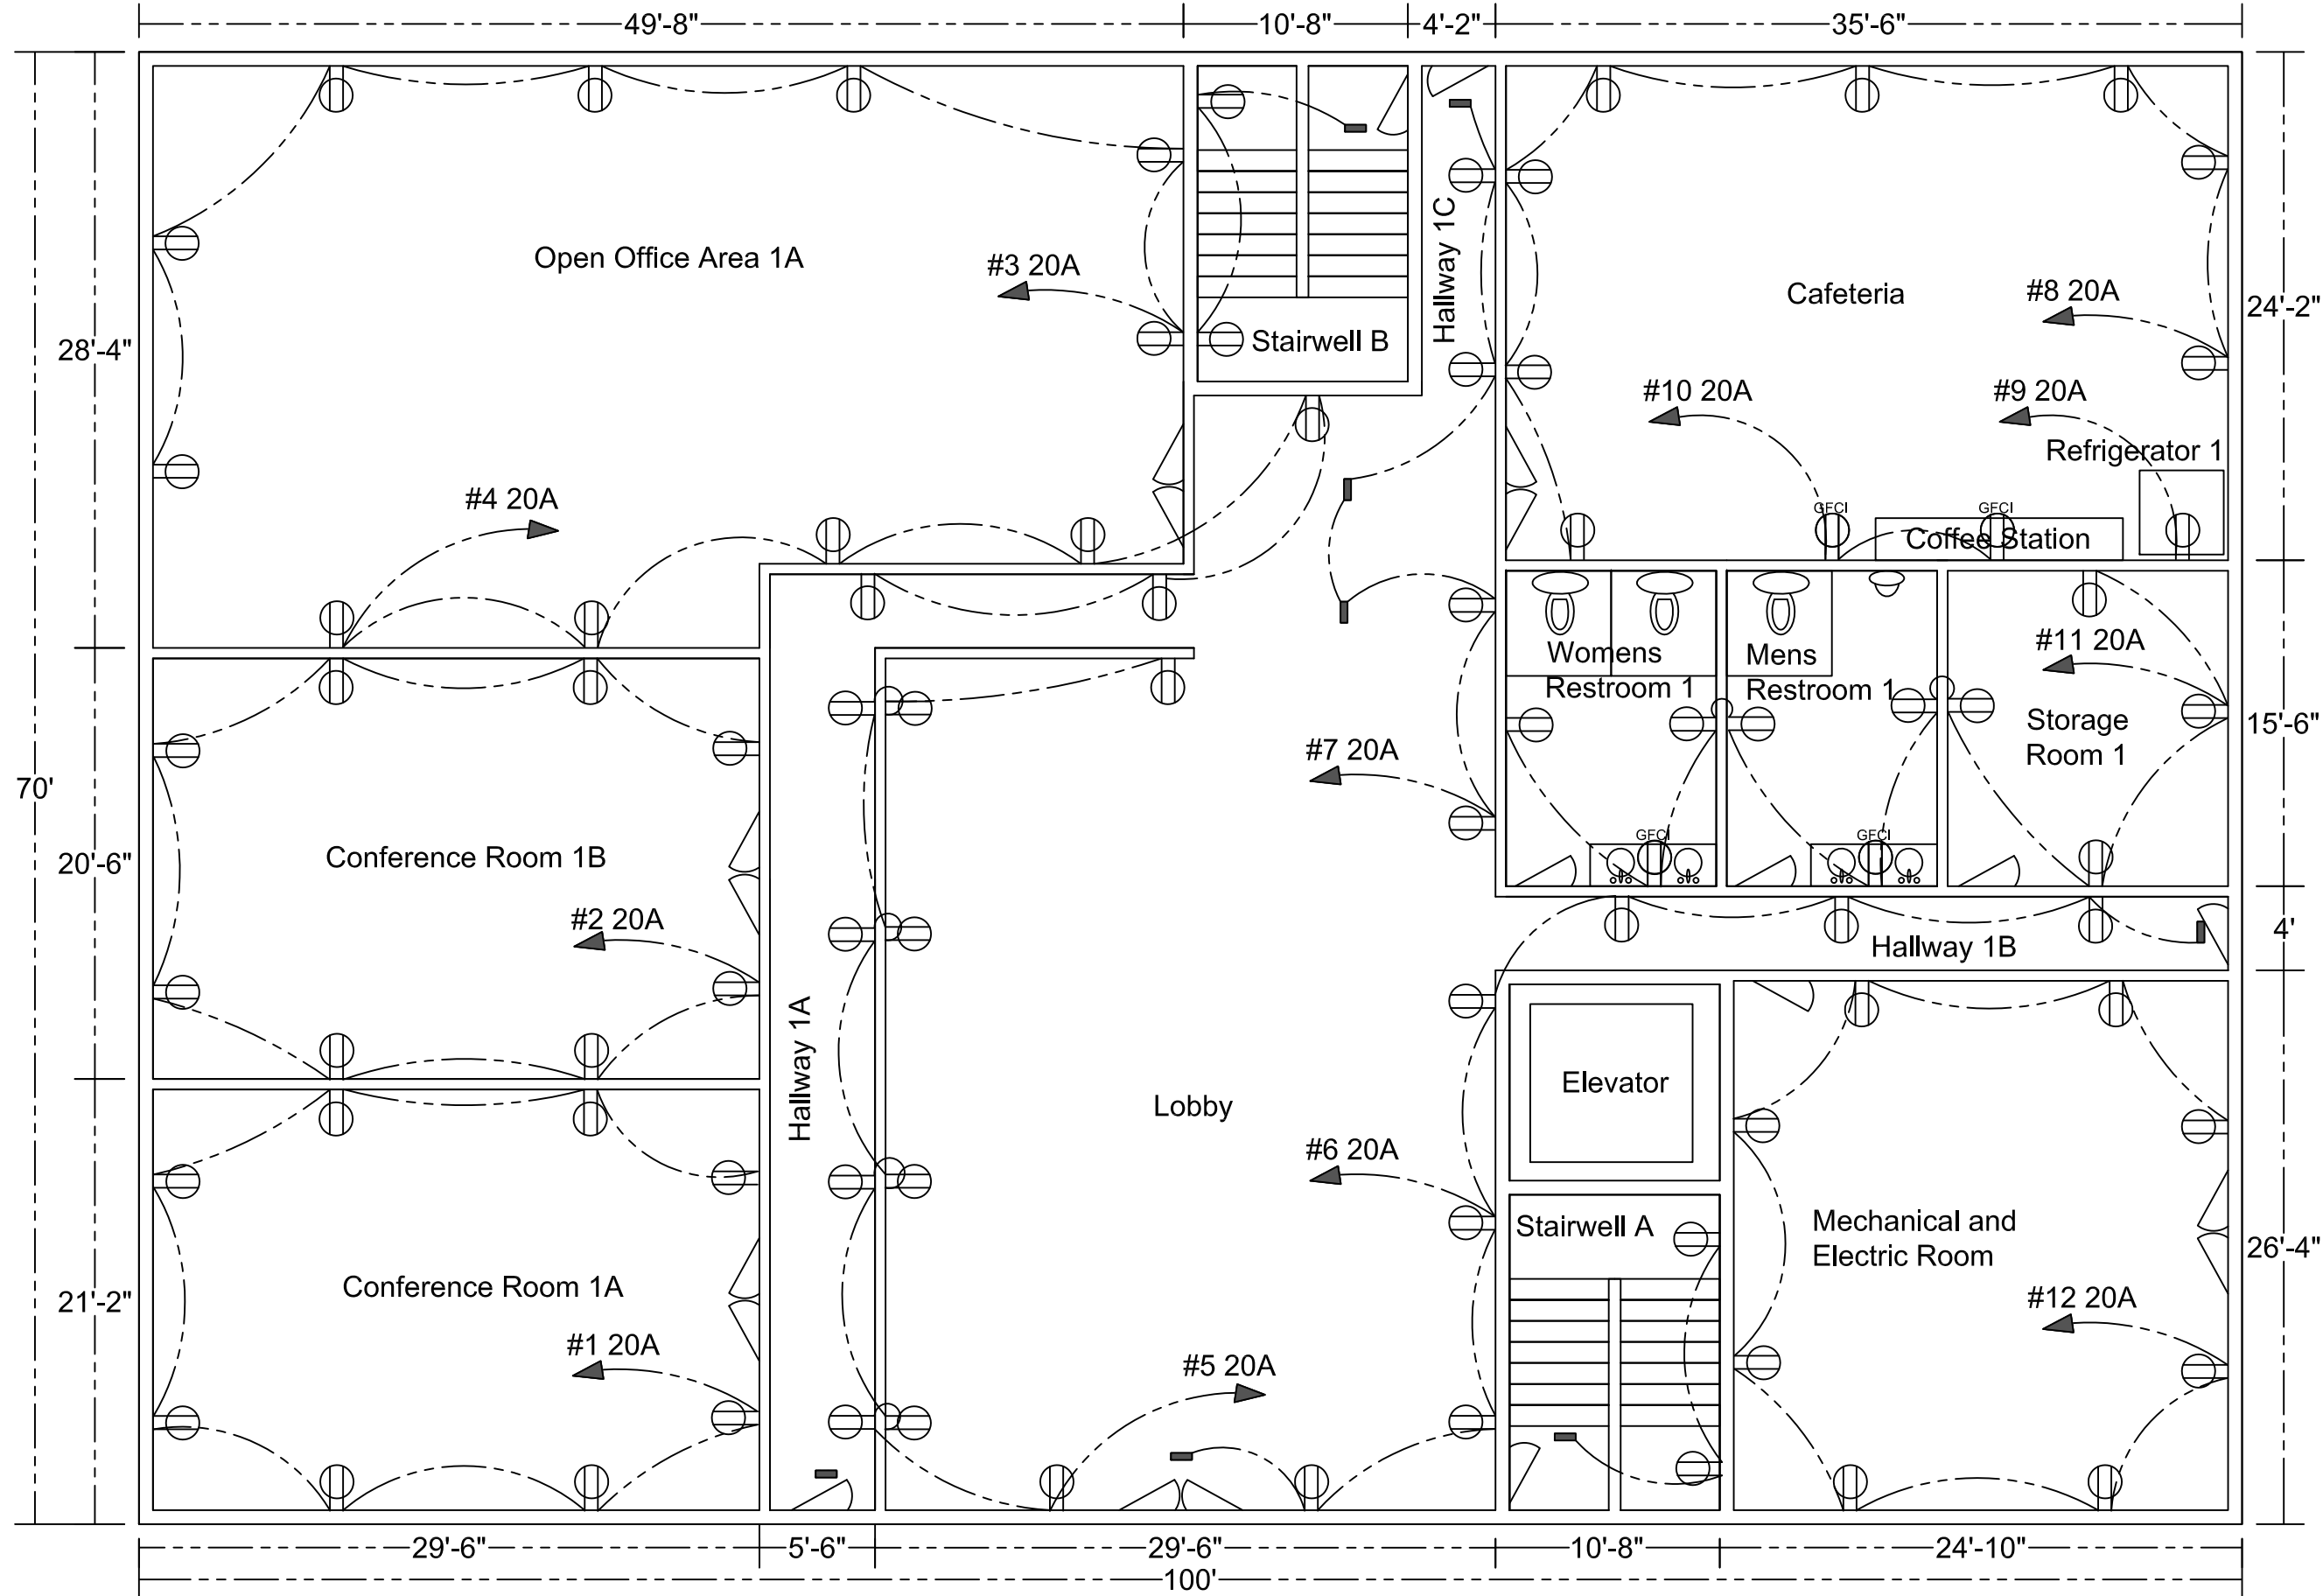 49'-8"
10'-8"
4'-2"
35'-6"
Open Office Area 1A
#3 20A
Stairwell B
Hallway 1C
Cafeteria
#8 20A
24'-2"
28'-4"
#10 20A
#9 20A
Refrigerator 1
#4 20A
GFCI
GFCI
Coffee Station
Womens
Restroom 1
Mens
Restroom 1
#11 20A
Storage
Room 1
15'-6"
#7 20A
70'
Conference Room 1B
20'-6"
#2 20A
GFCI
GFCI
Hallway 1B
4'
Hallway 1A
Elevator
Lobby
#6 20A
Stairwell A
Mechanical and
Electric Room
26'-4"
Conference Room 1A
21'-2"
#12 20A
#1 20A
#5 20A
29'-6"
5'-6"
29'-6"
10'-8"
24'-10"
100'